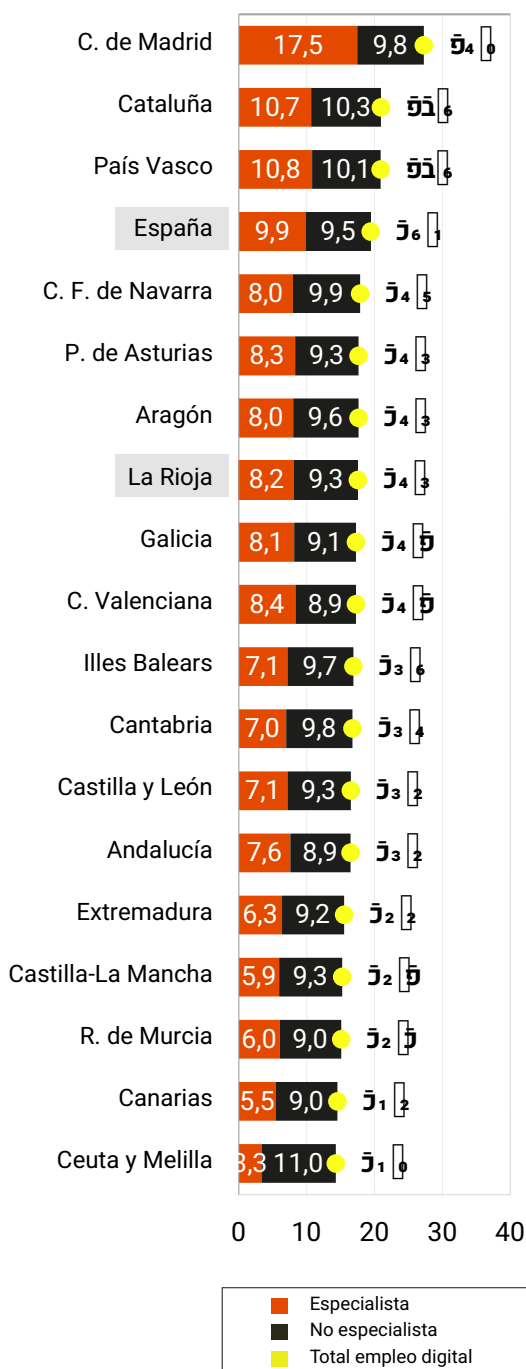 C. de Madrid 17,5 9,8
Cataluña 10,7 10,3
País Vasco 10,8 10,1
España 9,9 9,5
C. F. de Navarra 8,0 9,9
P. de Asturias 8,3 9,3
Aragón 8,0 9,6
La Rioja 8,2 9,3
Galicia 8,1 9,1
C. Valenciana 8,4 8,9
Illes Balears 7,1 9,7
Cantabria 7,0 9,8
Castilla y León 7,1 9,3
Andalucía 7,6 8,9
Extremadura 6,3 9,2
Castilla-La Mancha 5,9 9,3
R. de Murcia 6,0 9,0
Canarias 5,5 9,0
Ceuta y Melilla 3,3 11,0
0 10 20 30 40
Especialista
No especialista
Total empleo digital